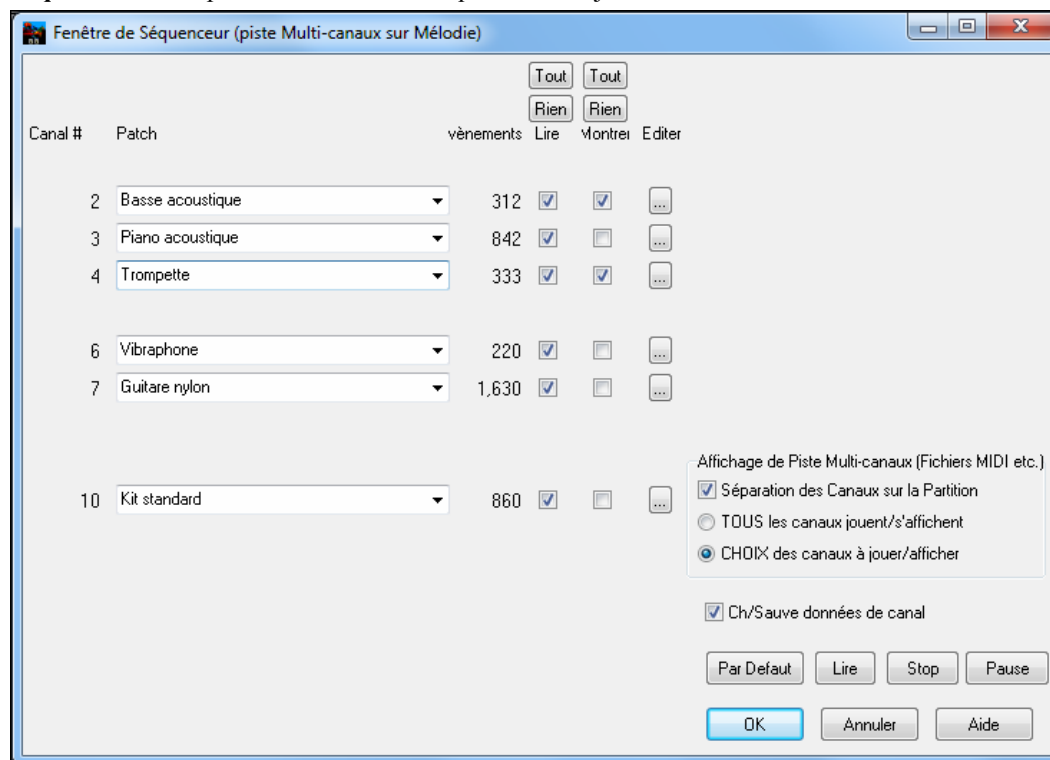 Fenêtre de Séquenceur (piste Multi-canaux sur Mélodie)
Tout Tout
Rien Rien
Canal # Patch vènements Lire Montrer Editer
2 Basse acoustique 312 ...
3 Piano acoustique 842 ...
4 Trompette 333 ...
6 Vibraphone 220 ...
7 Guitare nylon 1,630 ...
Affichage de Piste Multi-canaux (Fichiers MIDI etc.)
Séparation des Canaux sur la Partition
10 Kit standard 860 ...
TOUS les canaux jouent/s'affichent
CHOIX des canaux à jouer/afficher
Ch/Sauve données de canal
Par Defaut Lire Stop Pause
OK Annuler Aide